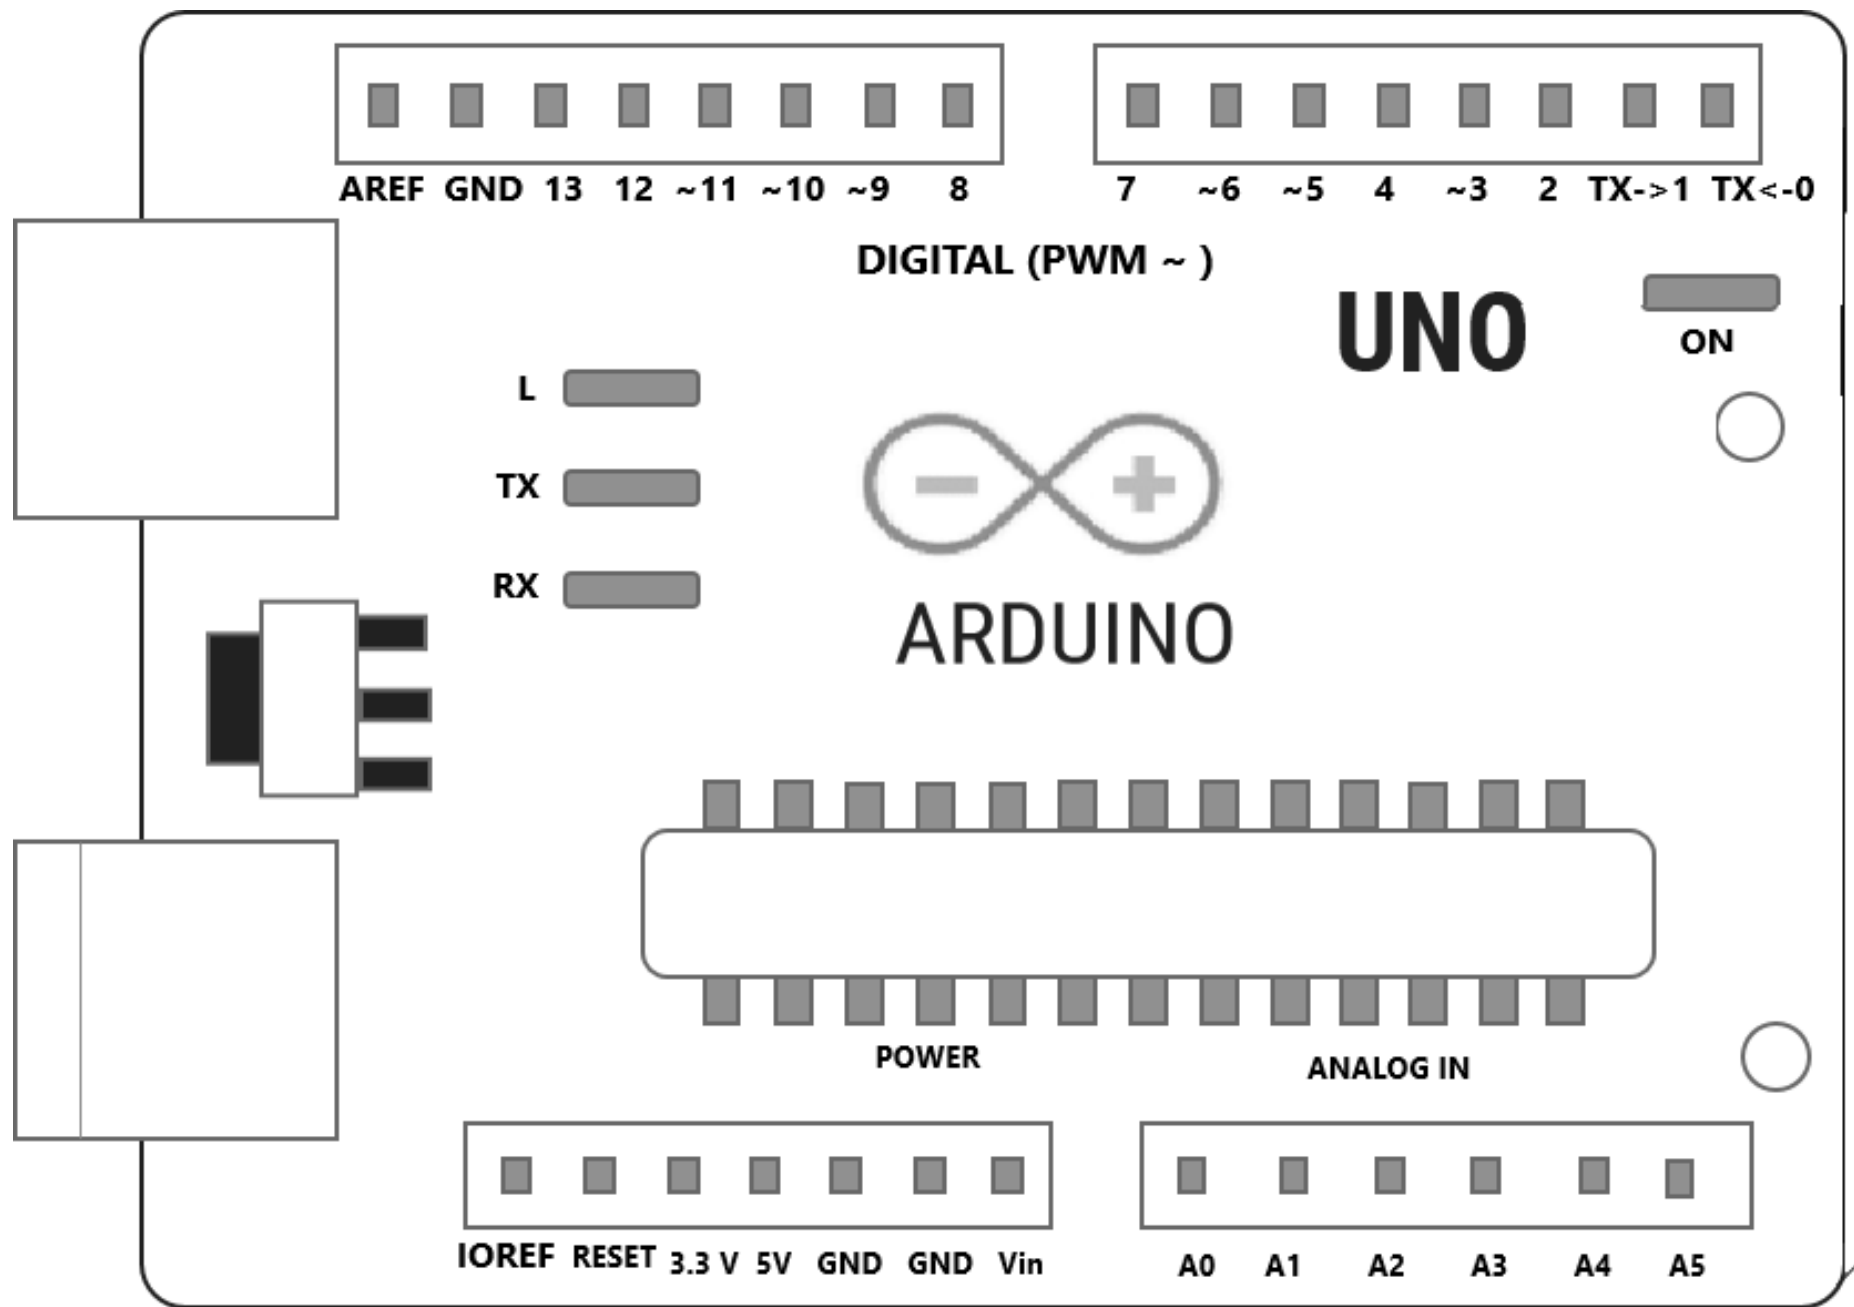 AREF GND 13 12 ~11 ~10 ~9 8 7 ~6 ~5 4 ~3 2 TX->1 TX<-0
DIGITAL (PWM ~ )
UNO
ON
L
TX
RX
ARDUINO
POWER
ANALOG IN
IOREF RESET 3.3 V 5V GND GND Vin A0 A1 A2 A3 A4 A5